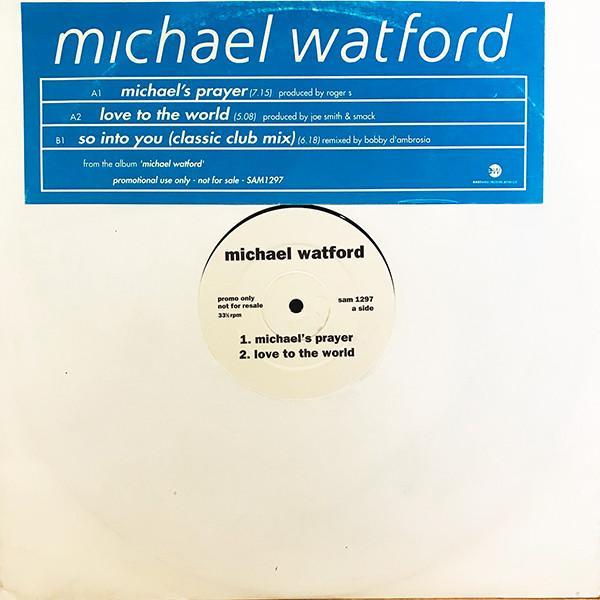 michael watford
A1 michael's prayer (7.15) produced by roger s
A2 love to the world (5.08) produced by joe smith & smack
B1 so into you (classic club mix) (6.18) remixed by bobby d'ambrosia
from the album 'michael watford'
promotional use only - not for sale - SAM1297
ew
michael watford
promo only
not for resale
33⅓ rpm
sam 1297
a side
1. michael's prayer
2. love to the world